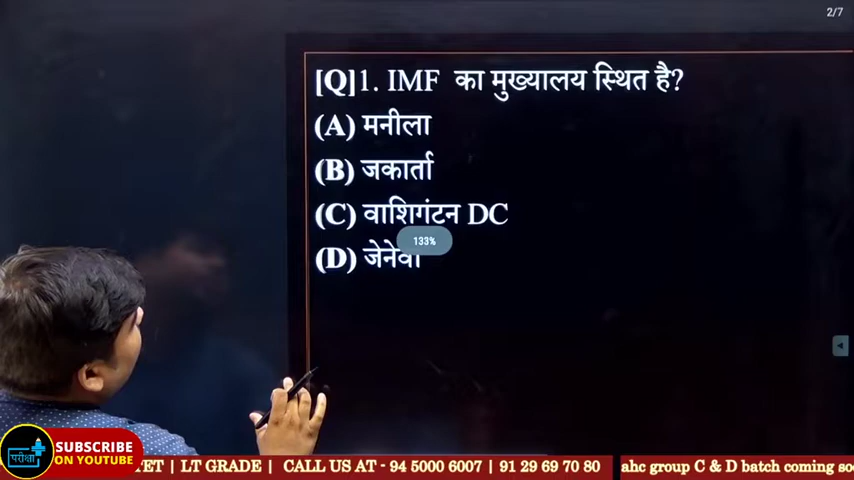 2/7
[Q]1. IMF का मुख्यालय स्थित है?
(A) मनीला
(B) जकार्ता
(C) वाशिगंटन DC
133%
(D) जेनेवा
परीक्षा
SUBSCRIBE
ON YOUTUBE
TET | LT GRADE | CALL US AT - 94 5000 6007 | 91 29 69 70 80
ahc group C & D batch coming so